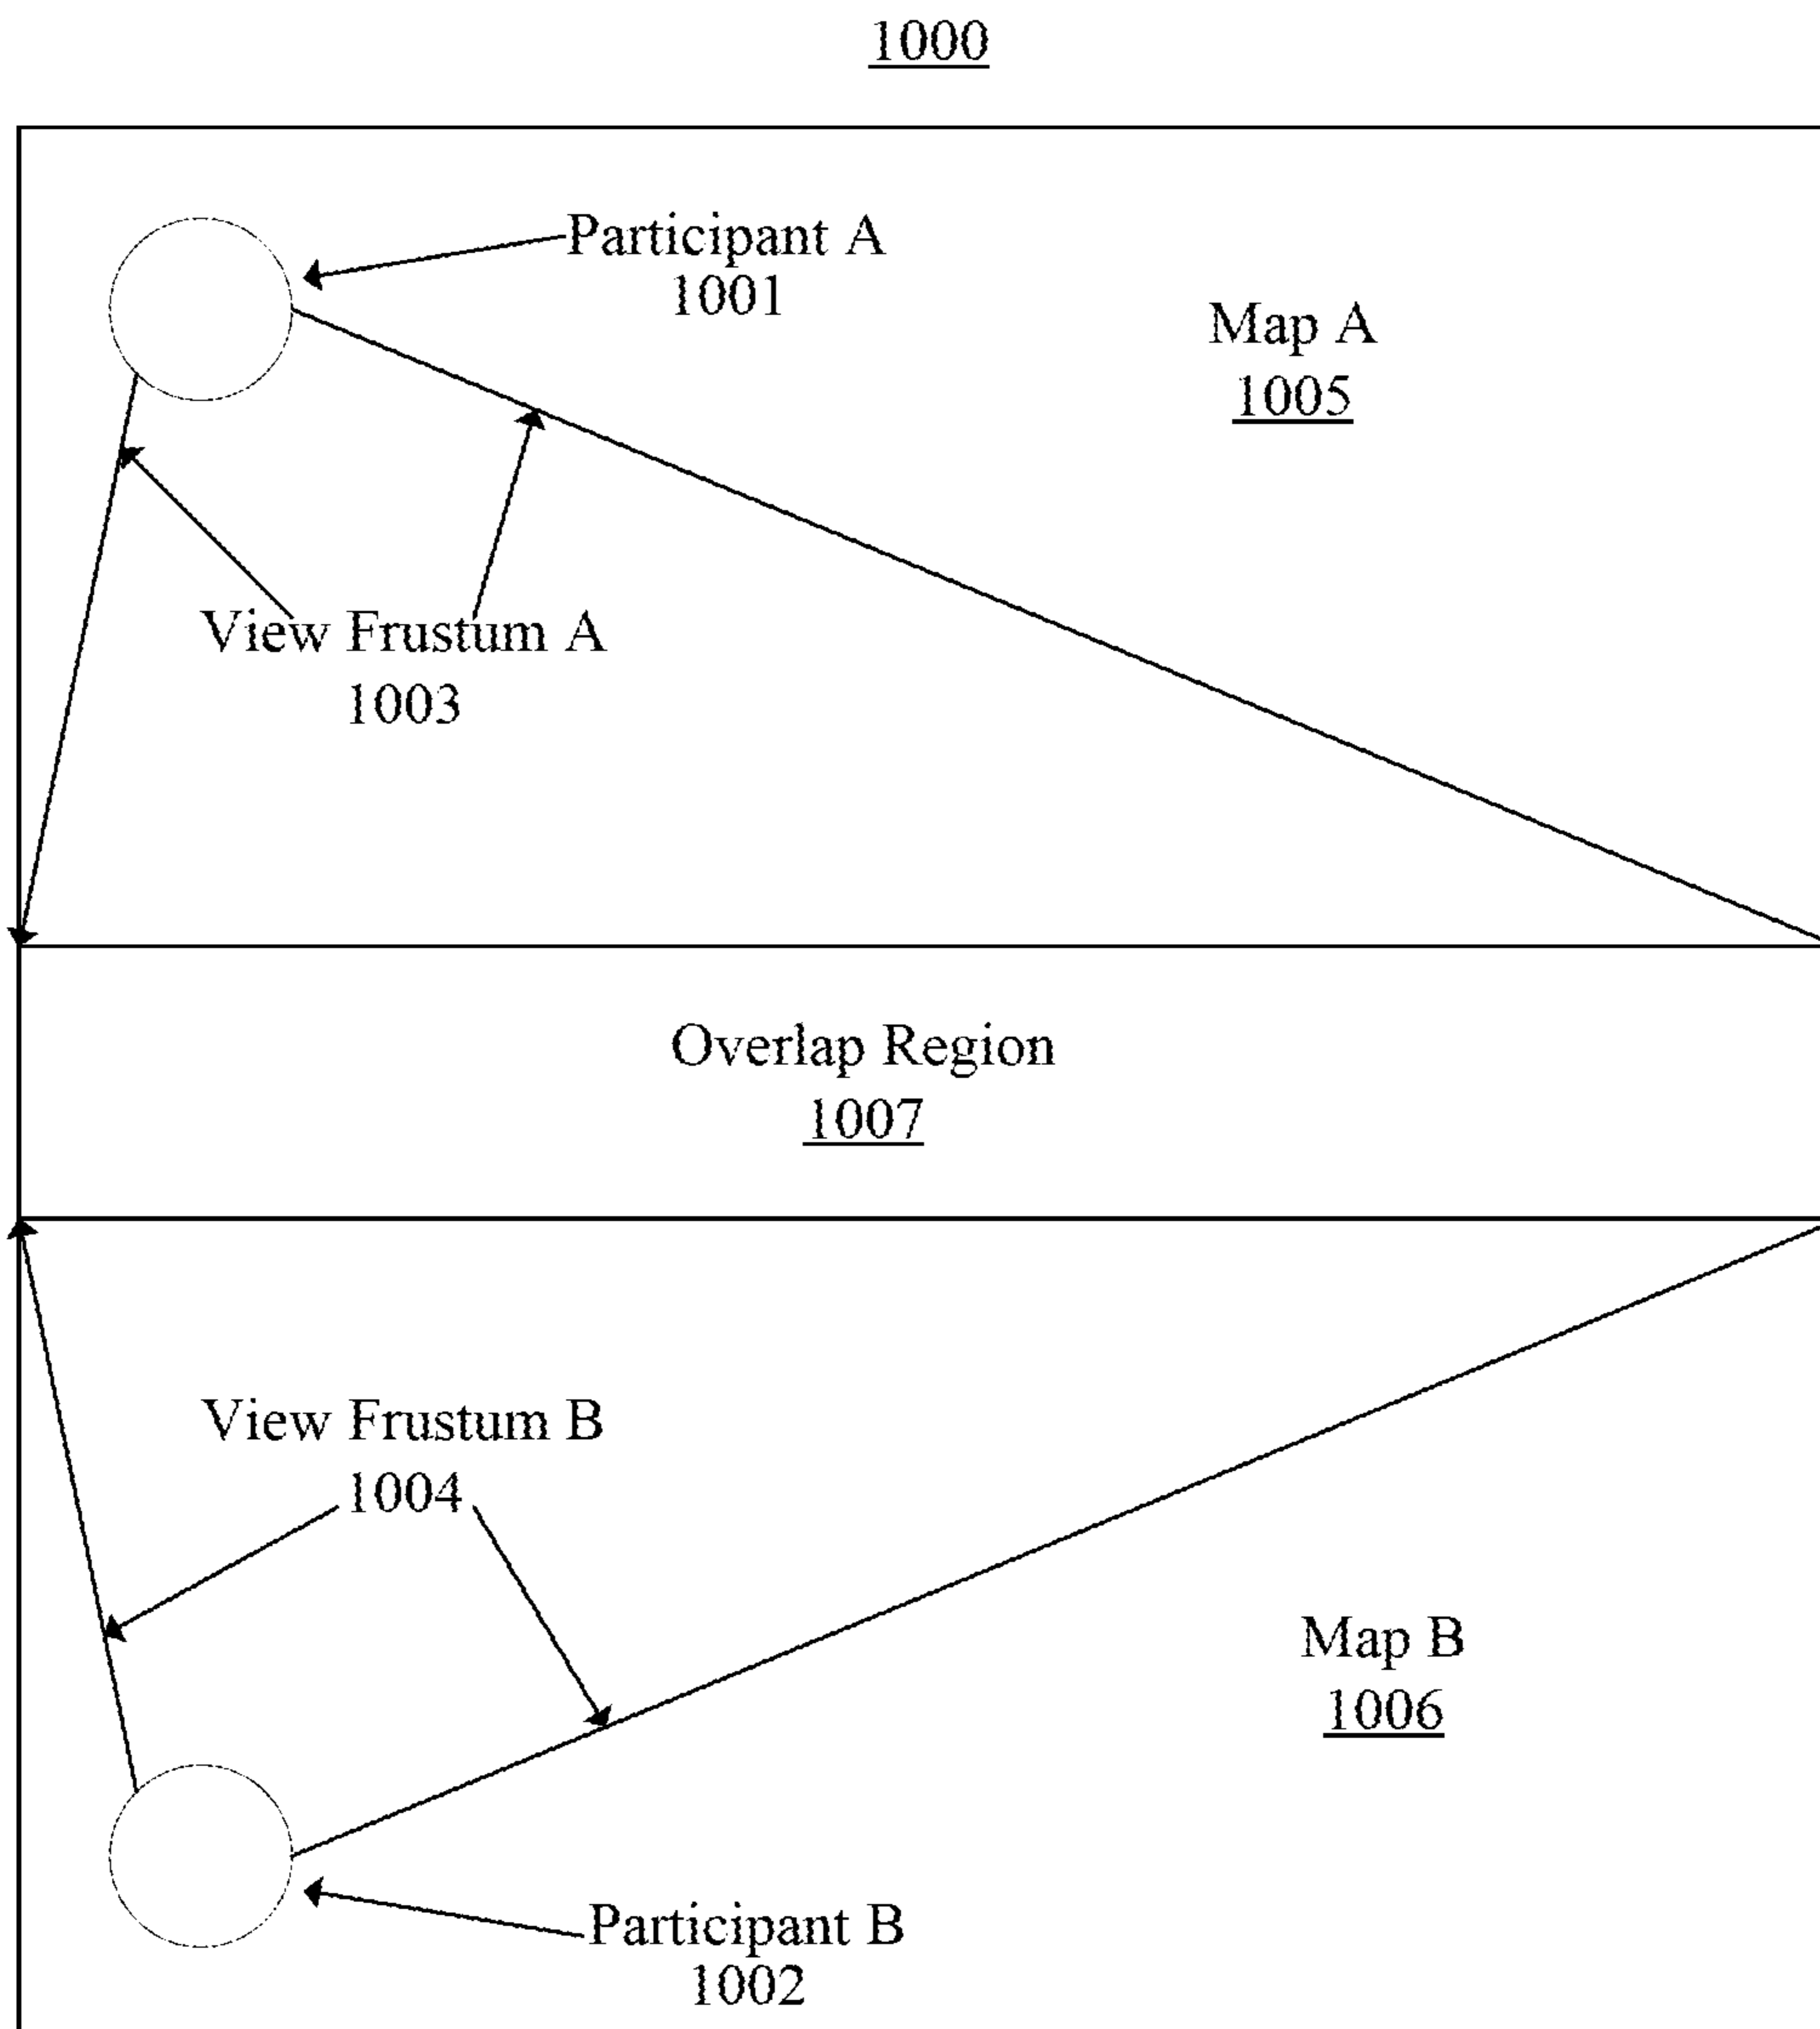 1000
Participant A
1001
Map A
1005
View Frustum A
1003
Overlap Region
1007
View Frustum B
1004
Map B
1006
Participant B
1002